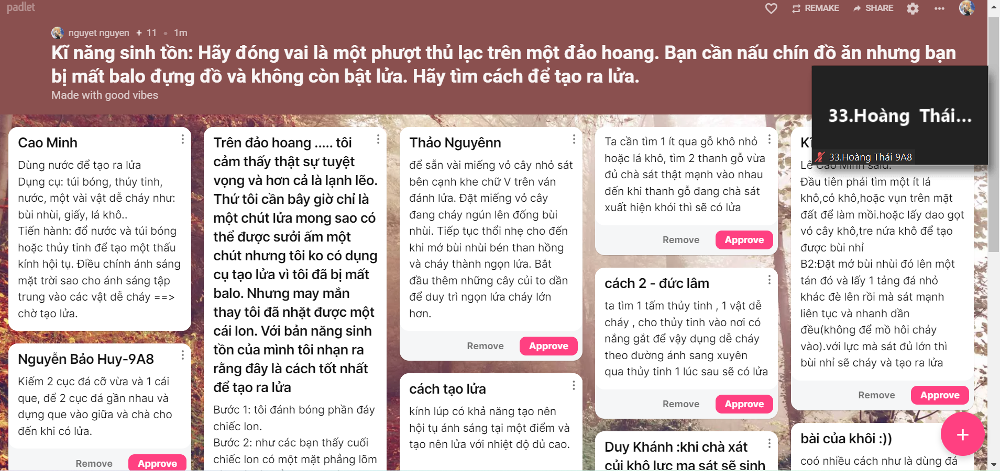 padlet
REMAKE
SHARE
nguyet nguyen + 11 • 1m
Kĩ năng sinh tồn: Hãy đóng vai là một phượt thủ lạc trên một đảo hoang. Bạn cần nấu chín đồ ăn nhưng bạn
bị mất balo đựng đồ và không còn bật lửa. Hãy tìm cách để tạo ra lửa.
Made with good vibes
33.Hoàng Thái...
33.Hoàng Thái 9A8
Cao Minh
Dùng nước để tạo ra lửa
Dụng cụ: túi bóng, thủy tinh,
nước, một vài vật dễ cháy như:
bùi nhùi, giấy, lá khô..
Tiến hành: đổ nước và túi bóng
hoặc thủy tinh để tạo một thấu
kính hội tụ. Điều chỉnh ánh sáng
mặt trời sao cho ánh sáng tập
trung vào các vật dễ cháy ==>
chờ tạo lửa.
Nguyễn Bảo Huy-9A8
Kiếm 2 cục đá cỡ vừa và 1 cái
que, để 2 cục đá gần nhau và
dựng que vào giữa và chà cho
đến khi có lửa.
Remove
Approve
Trên đảo hoang ..... tôi
cảm thấy thật sự tuyệt
vọng và hơn cả là lạnh lẽo.
Thứ tôi cần bây giờ chỉ là
một chút lửa mong sao có
thể được sưởi ấm một
chút nhưng tôi ko có dụng
cụ tạo lửa vì tôi đã bị mất
balo. Nhưng may mắn
thay tôi đã nhặt được một
cái lon. Với bản năng sinh
tồn của mình tôi nhạn ra
rằng đây là cách tốt nhất
để tạo ra lửa
Bước 1: tôi đánh bóng phần đáy
chiếc lon.
Bước 2: như các bạn thấy cuối
chiếc lon có một mặt phẳng lõm
Thảo Nguyênn
để sẵn vài miếng vỏ cây nhỏ sát
bên cạnh khe chữ V trên ván
đánh lửa. Đặt miếng vỏ cây
đang cháy ngún lên đống bùi
nhùi. Tiếp tục thổi nhẹ cho đến
khi mớ bùi nhùi bén than hồng
và cháy thành ngọn lửa. Bắt
đầu thêm những cây củi to dần
để duy trì ngọn lửa cháy lớn
hơn.
Remove
Approve
cách tạo lửa
kính lúp có khả năng tạo nên
hội tụ ánh sáng tại một điểm và
tạo nên lửa với nhiệt độ đủ cao.
Ta cần tìm 1 ít qua gỗ khô nhỏ
hoặc lá khô, tìm 2 thanh gỗ vừa
đủ chà sát thật mạnh vào nhau
đến khi thanh gỗ đang chà sát
xuất hiện khói thì sẽ có lửa
Remove
Approve
cách 2 - đức lâm
ta tìm 1 tấm thủy tinh , 1 vật dễ
cháy , cho thủy tinh vào nơi có
nắng gắt để vậy dụng dễ cháy
theo đường ánh sang xuyên
qua thủy tinh 1 lúc sau sẽ có lửa
Remove
Approve
Duy Khánh :khi chà xát
củi khô lực ma sát sẽ sinh
Lê Cao Minh said:
Đầu tiên phải tìm một ít lá
khô,cỏ khô,hoặc vụn trên mặt
đất để làm mồi.hoặc lấy dao gọt
vỏ cây khô,tre nứa khô để tạo
được bùi nhỉ
B2:Đặt mớ bùi nhùi đó lên một
tán đó và lấy 1 tảng đá nhỏ
khác đè lên rồi mà sát mạnh
liên tục và nhanh dần
đều(không để mồ hôi chảy
vào).với lực mà sát đủ lớn thì
bùi nhỉ sẽ cháy và tạo ra lửa
Remove
Approve
bài của khôi :))
coó nhiều cách như là dùng đá